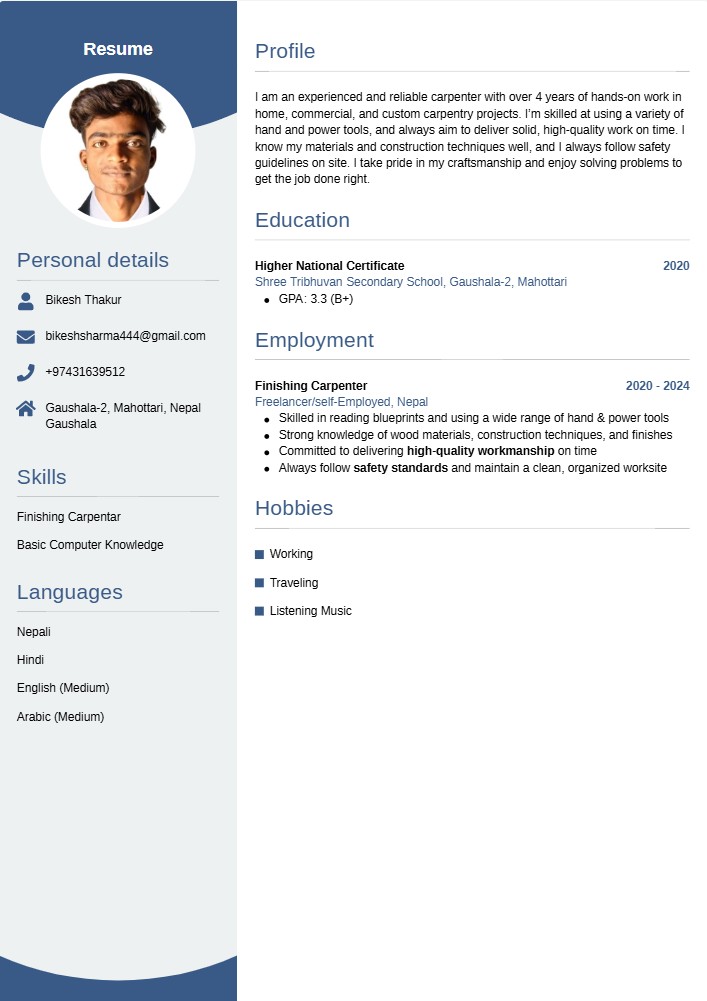 Resume
Personal details
Bikesh Thakur
bikeshsharma444@gmail.com
+97431639512
Gaushala-2, Mahottari, Nepal
Gaushala
Skills
Finishing Carpentar
Basic Computer Knowledge
Languages
Nepali
Hindi
English (Medium)
Arabic (Medium)
Profile
I am an experienced and reliable carpenter with over 4 years of hands-on work in
home, commercial, and custom carpentry projects. I’m skilled at using a variety of
hand and power tools, and always aim to deliver solid, high-quality work on time. I
know my materials and construction techniques well, and I always follow safety
guidelines on site. I take pride in my craftsmanship and enjoy solving problems to
get the job done right.
Education
Higher National Certificate 2020
Shree Tribhuvan Secondary School, Gaushala-2, Mahottari
• GPA: 3.3 (B+)
Employment
Finishing Carpenter 2020 - 2024
Freelancer/self-Employed, Nepal
• Skilled in reading blueprints and using a wide range of hand & power tools
• Strong knowledge of wood materials, construction techniques, and finishes
• Committed to delivering high-quality workmanship on time
• Always follow safety standards and maintain a clean, organized worksite
Hobbies
Working
Traveling
Listening Music